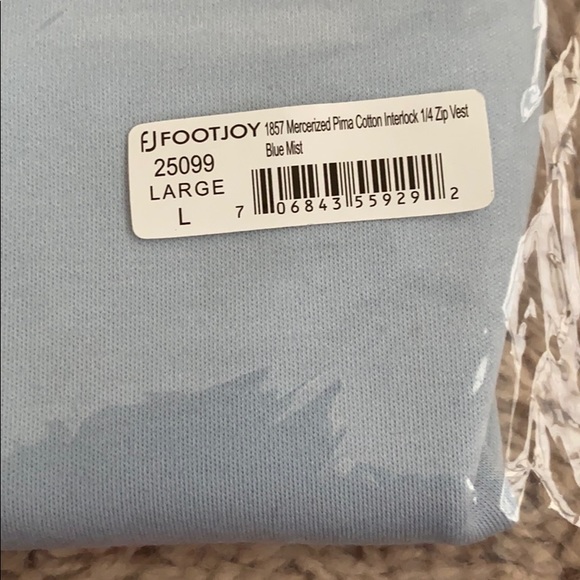 FJ FOOTJOY 1857 Mercerized Pima Cotton Interlock 1/4 Zip Vest
Blue Mist
25099
LARGE
L
7 06843 55929 2